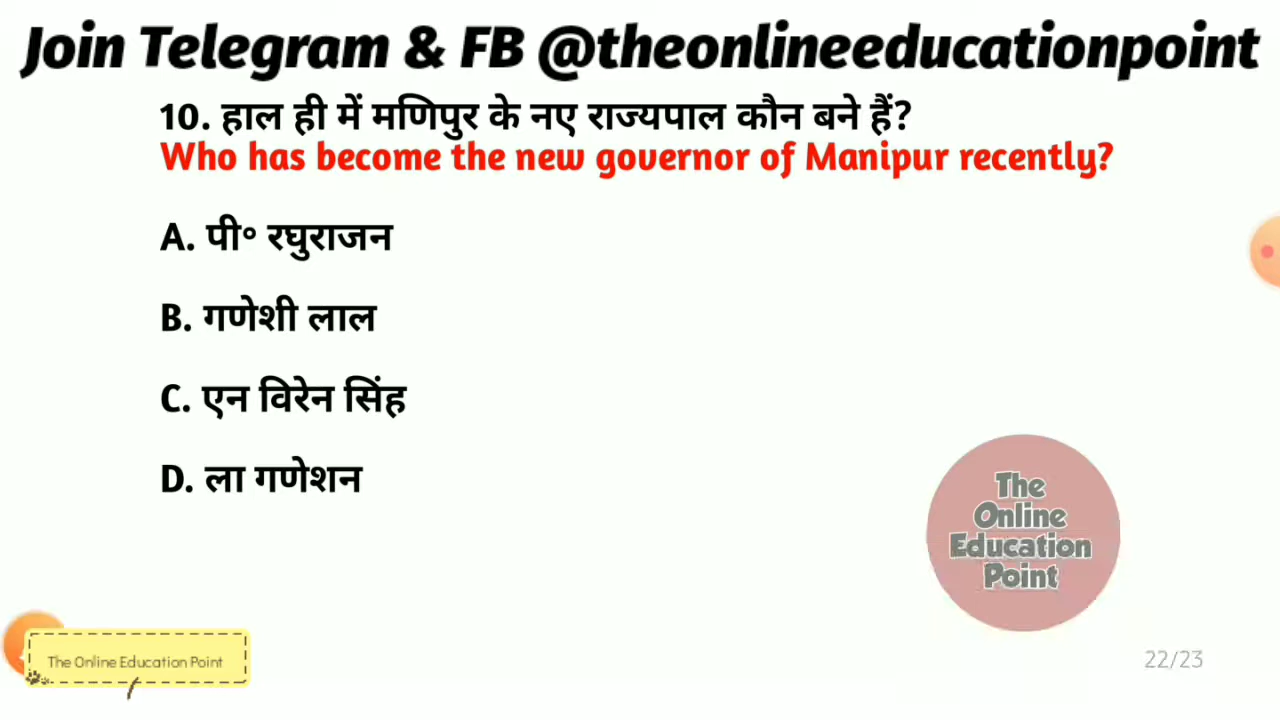 Join Telegram & FB @theonlineeducationpoint
10. हाल ही में मणिपुर के नए राज्यपाल कौन बने हैं?
Who has become the new governor of Manipur recently?
A. पी॰ रघुराजन
B. गणेशी लाल
C. एन विरेन सिंह
D. ला गणेशन
The
Online
Education
Point
The Online Education Point
22/23